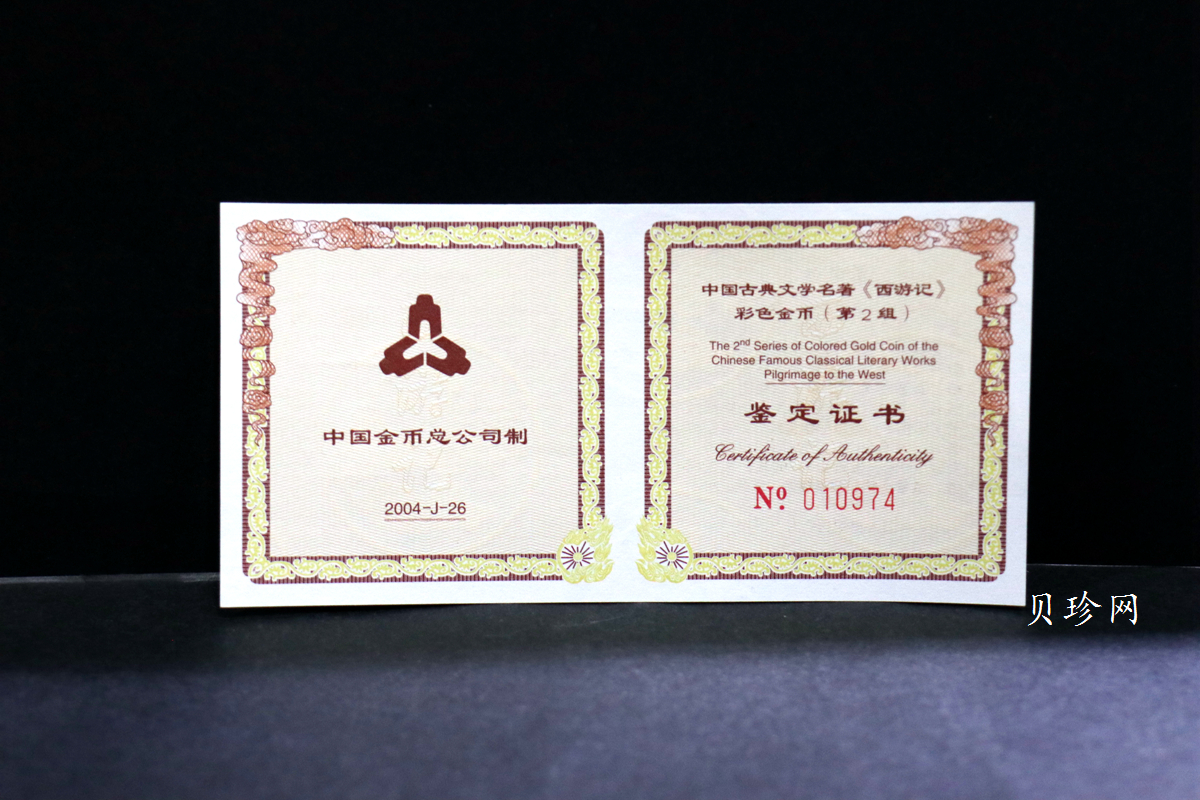 中国金币总公司制
2004-J-26
中国古典文学名著《西游记》
彩色金币（第2组）
The 2nd Series of Colored Gold Coin of the
Chinese Famous Classical Literary Works
Pilgrimage to the West
鉴定证书
Certificate of Authenticity
Nº 010974
贝珍网